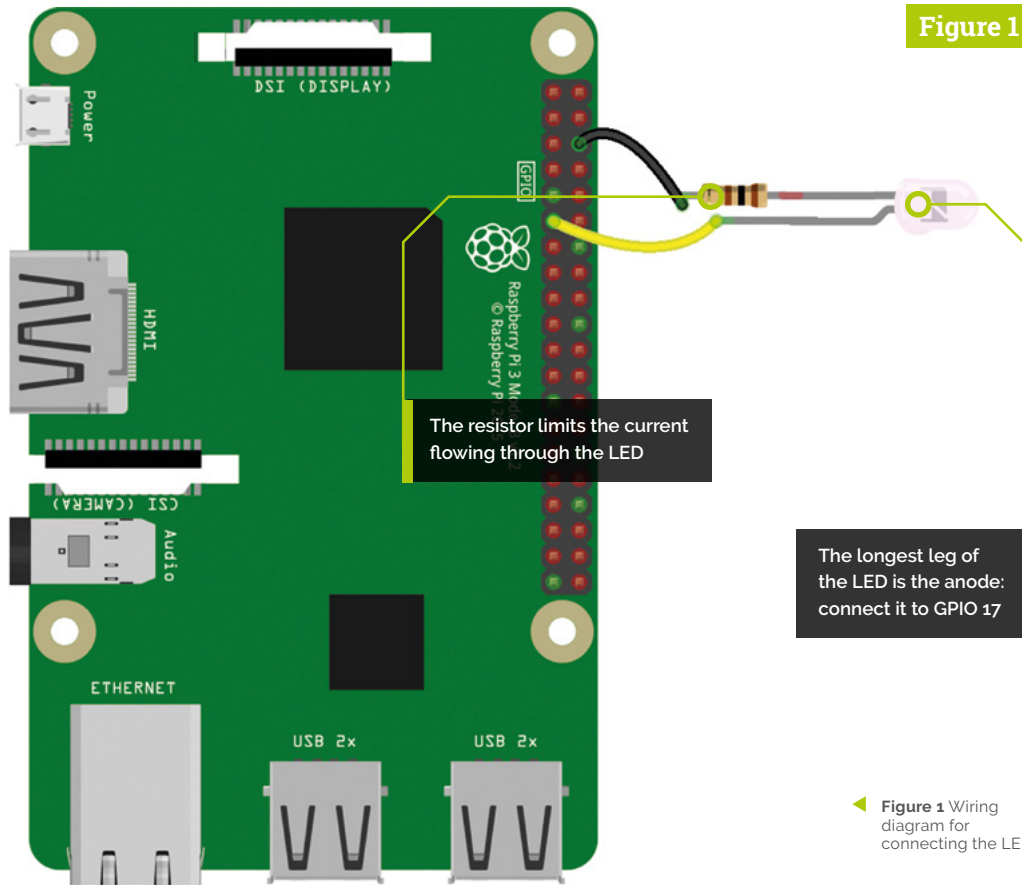 Figure 1
DSI (DISPLAY)
Power
GPIO
HDMI
Raspberry Pi 3
© Raspberry
The resistor limits the current
flowing through the LED
CSI (CAMERA)
Audio
The longest leg of
the LED is the anode:
connect it to GPIO 17
ETHERNET
USB 2x
USB 2x
Figure 1 Wiring
diagram for
connecting the LE